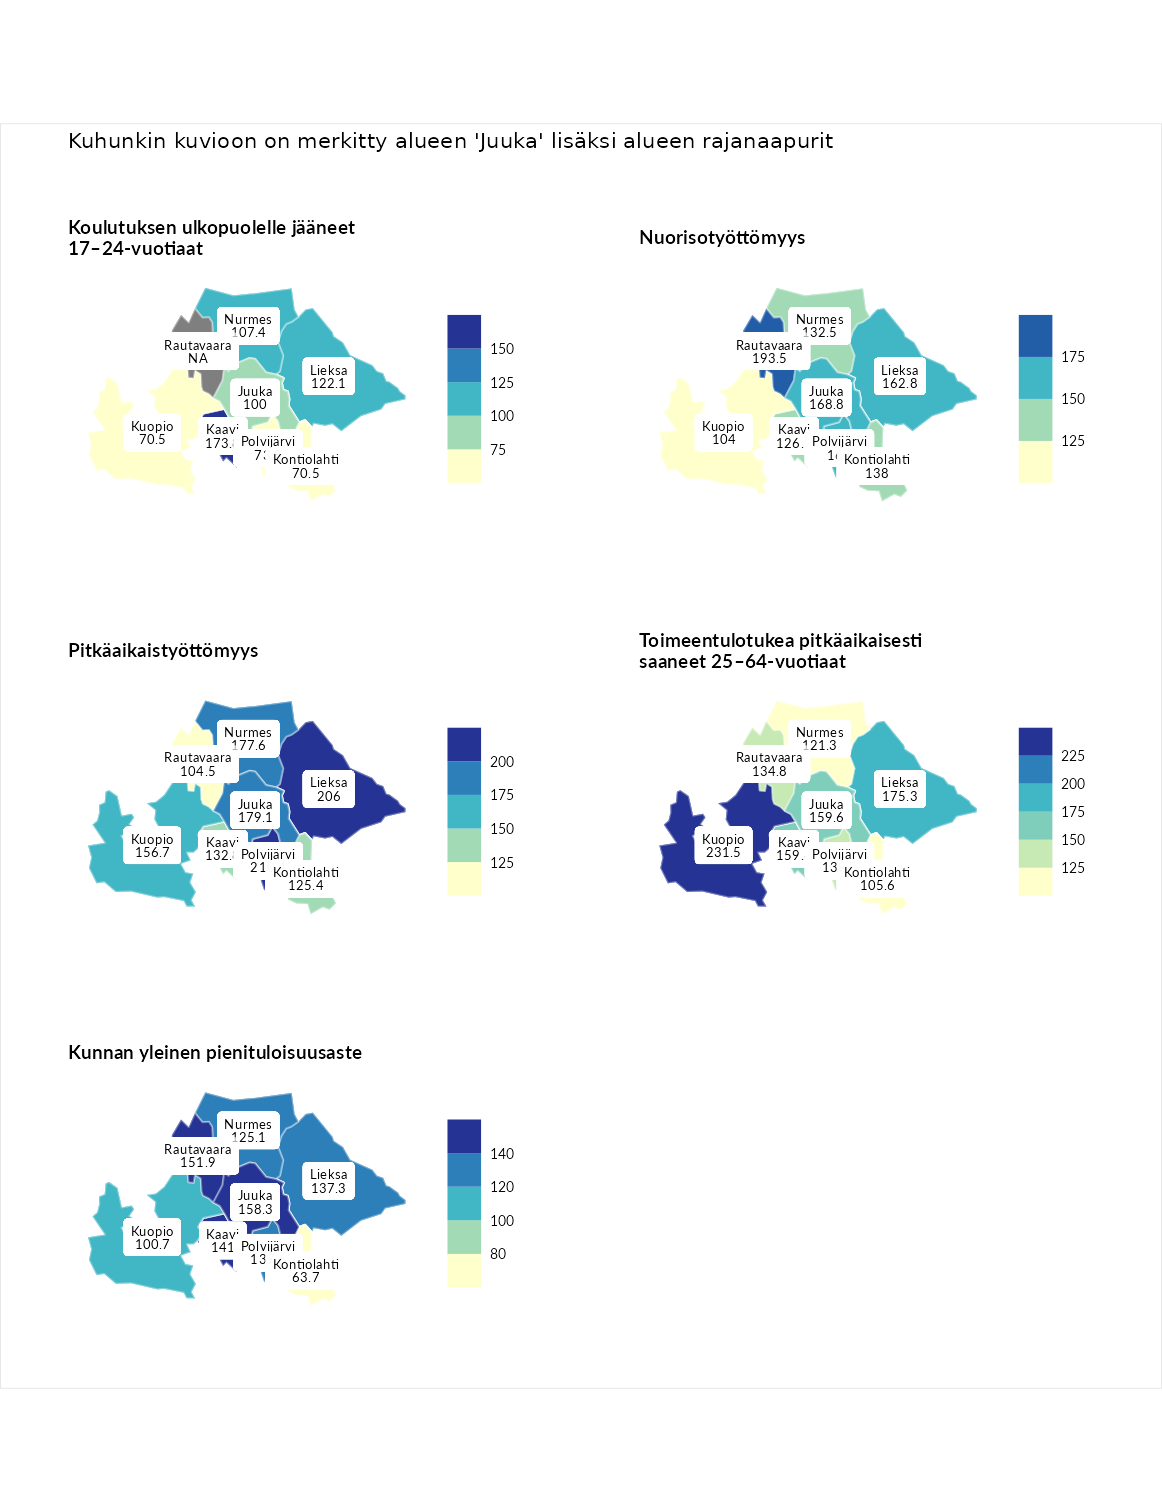 Kuhunkin kuvioon on merkitty alueen 'Juuka' lisäksi alueen rajanaapurit
Koulutuksen ulkopuolelle jääneet
17–24-vuotiaat
Nurmes
107.4
Rautavaara
NA
Lieksa
122.1
Juuka
100
Kuopio
70.5
Kaavi
Polvijärvi
Kontiolahti
70.5
150
125
100
75
Nuorisotyöttömyys
Nurmes
132.5
Rautavaara
193.5
Lieksa
162.8
Juuka
168.8
Kuopio
104
Kaavi
Polvijärvi
Kontiolahti
138
175
150
125
Pitkäaikaistyöttömyys
Nurmes
177.6
Rautavaara
104.5
Lieksa
206
Juuka
179.1
Kuopio
156.7
Kaavi
Polvijärvi
Kontiolahti
125.4
200
175
150
125
Toimeentulotukea pitkäaikaisesti
saaneet 25–64-vuotiaat
Nurmes
121.3
Rautavaara
134.8
Lieksa
175.3
Juuka
159.6
Kuopio
231.5
Kaavi
Polvijärvi
Kontiolahti
105.6
225
200
175
150
125
Kunnan yleinen pienituloisuusaste
Nurmes
125.1
Rautavaara
151.9
Lieksa
137.3
Juuka
158.3
Kuopio
100.7
Kaavi
Polvijärvi
Kontiolahti
63.7
140
120
100
80